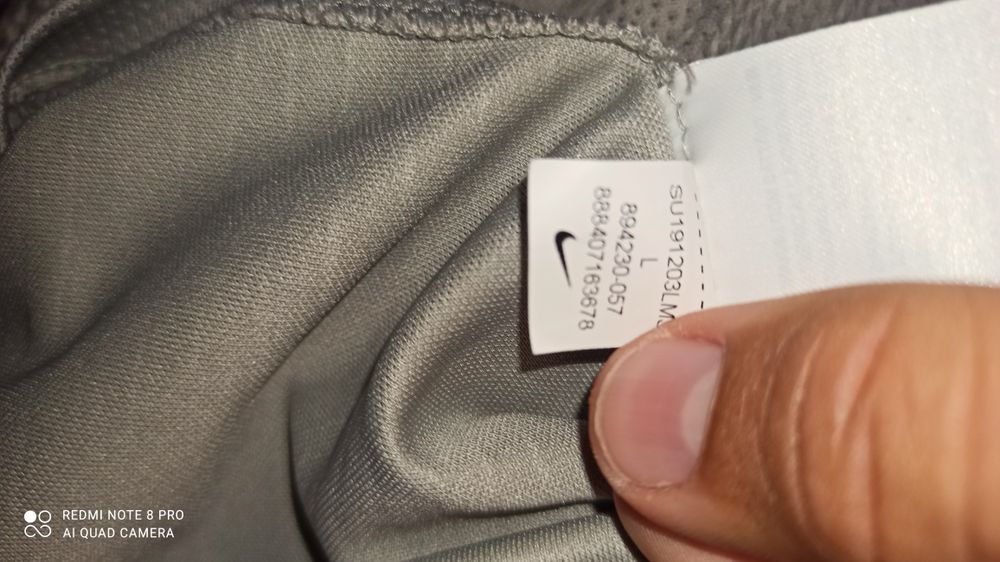 SU191203LM
L
894230-057
888407163678
REDMI NOTE 8 PRO
AI QUAD CAMERA